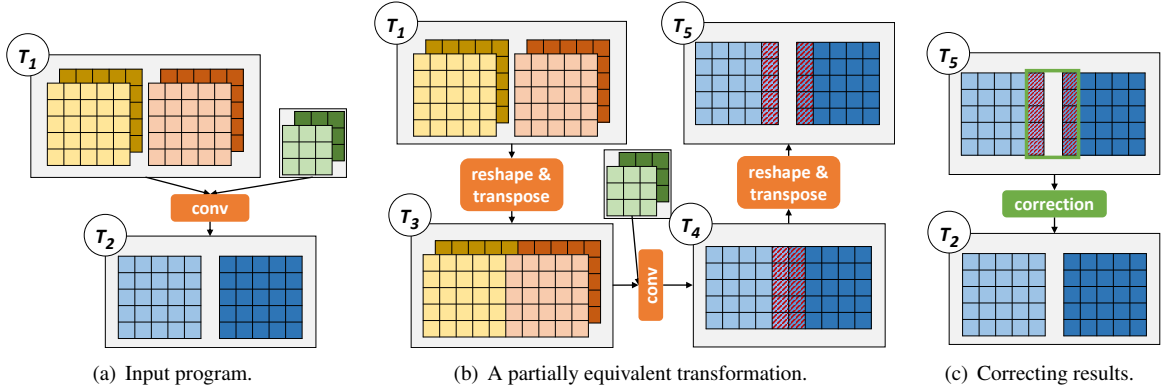 T1
conv
T2
(a) Input program.
T1
reshape &
transpose
T3
conv
T4
reshape &
transpose
T5
(b) A partially equivalent transformation.
T5
correction
T2
(c) Correcting results.